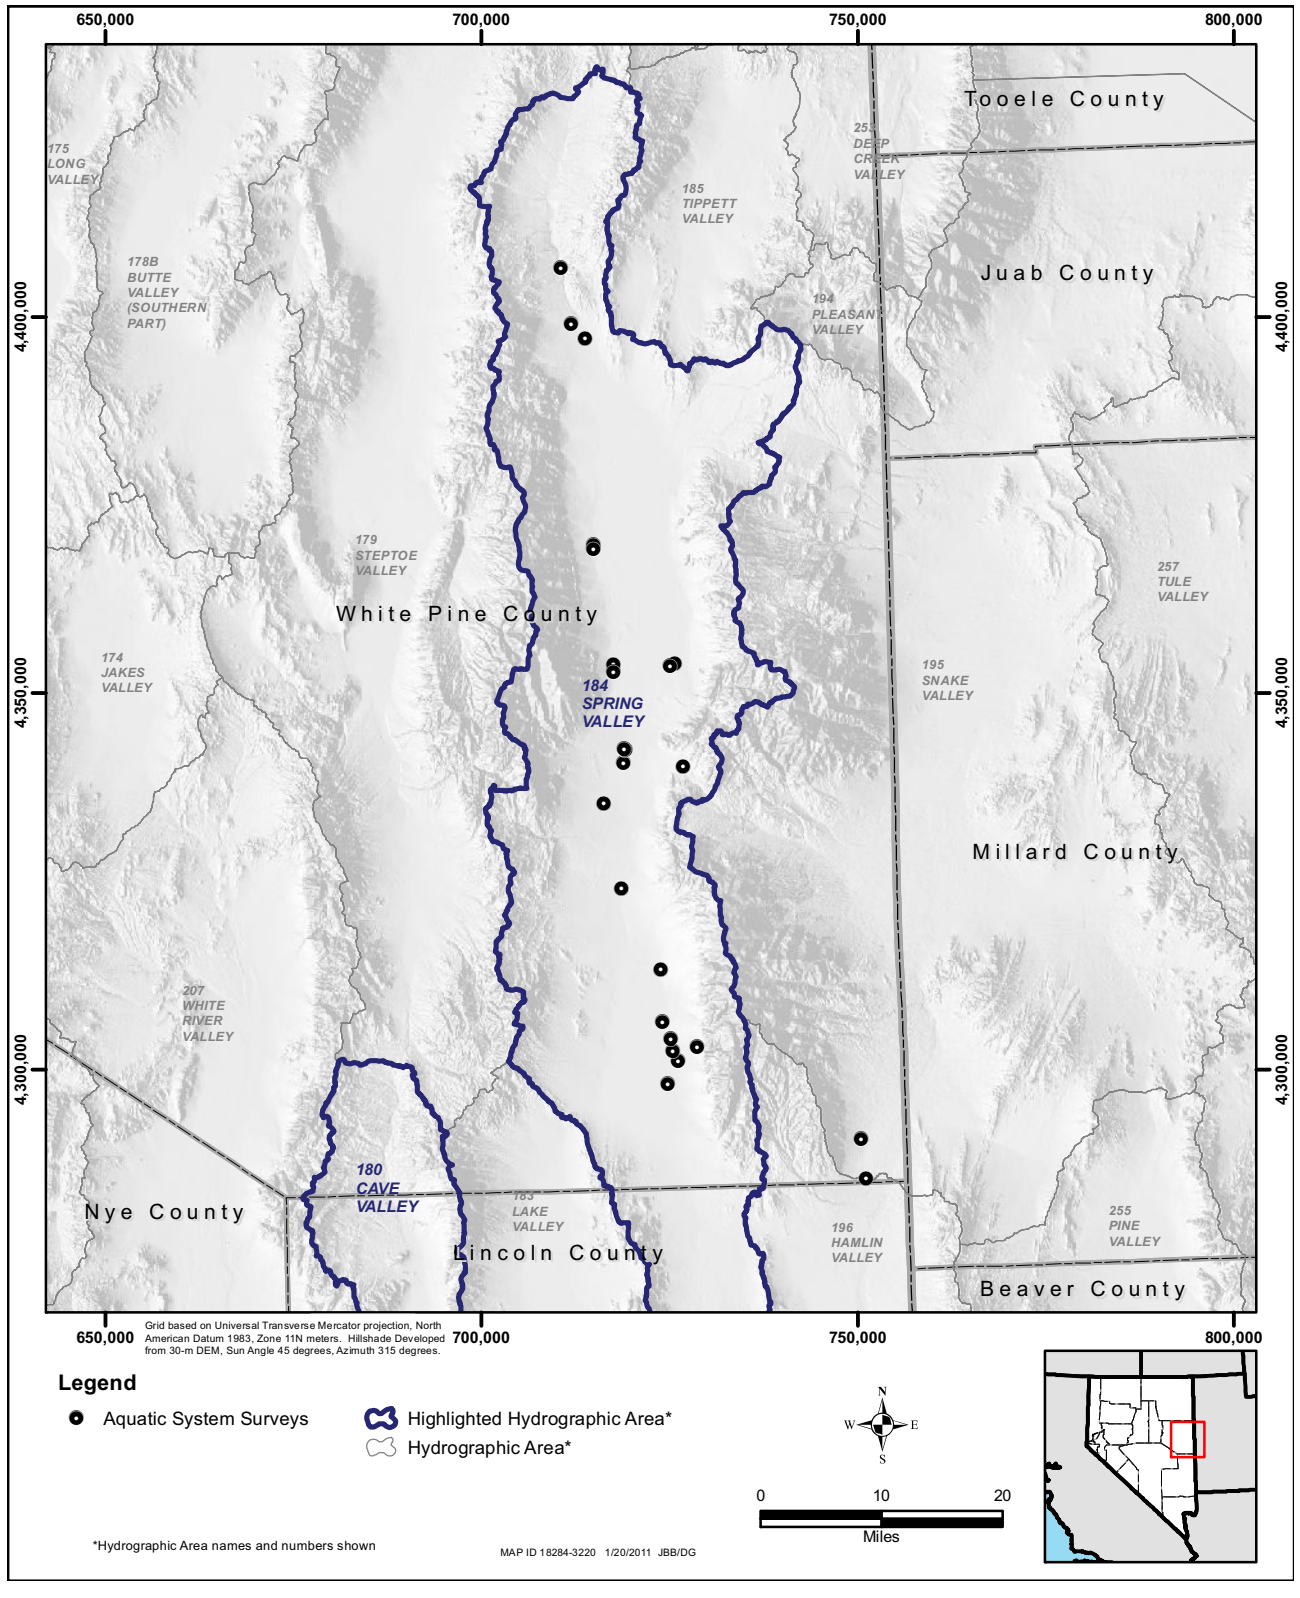 650,000
700,000
750,000
800,000
Tooele County
175
LONG
VALLEY
253
DEEP
CREEK
VALLEY
185
TIPPETT
VALLEY
178B
BUTTE
VALLEY
(SOUTHERN
PART)
Juab County
194
PLEASAN
VALLEY
4,400,000
4,400,000
179
STEPTOE
VALLEY
257
TULE
VALLEY
White Pine County
174
JAKES
VALLEY
195
SNAKE
VALLEY
4,350,000
184
SPRING
VALLEY
4,350,000
Millard County
207
WHITE
RIVER
VALLEY
4,300,000
4,300,000
180
CAVE
VALLEY
183
LAKE
VALLEY
Nye County
Lincoln County
196
HAMLIN
VALLEY
255
PINE
VALLEY
Beaver County
650,000
700,000
750,000
800,000
Grid based on Universal Transverse Mercator projection, North
American Datum 1983, Zone 11N meters. Hillshade Developed
from 30-m DEM, Sun Angle 45 degrees, Azimuth 315 degrees.
Legend
Aquatic System Surveys
Highlighted Hydrographic Area*
Hydrographic Area*
N
W E
S
0 10 20
Miles
*Hydrographic Area names and numbers shown
MAP ID 18284-3220 1/20/2011 JBB/DG